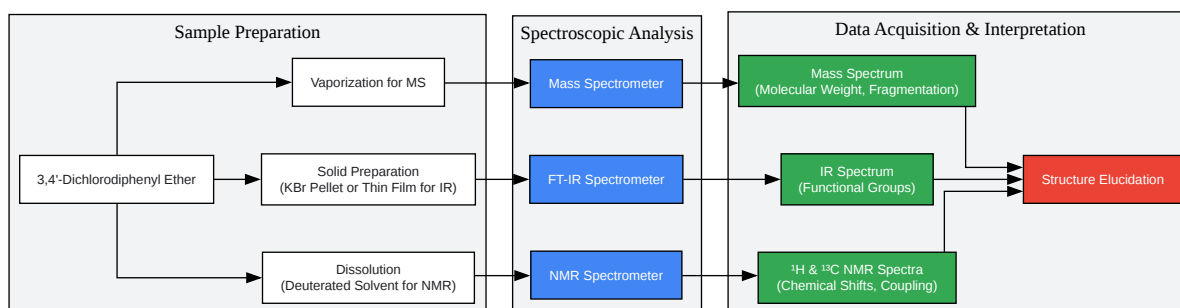 Sample Preparation
Spectroscopic Analysis
Data Acquisition & Interpretation
Vaporization for MS
Mass Spectrometer
Mass Spectrum
(Molecular Weight, Fragmentation)
3,4'-Dichlorodiphenyl Ether
Solid Preparation
(KBr Pellet or Thin Film for IR)
FT-IR Spectrometer
IR Spectrum
(Functional Groups)
Structure Elucidation
Dissolution
(Deuterated Solvent for NMR)
NMR Spectrometer
¹H & ¹³C NMR Spectra
(Chemical Shifts, Coupling)